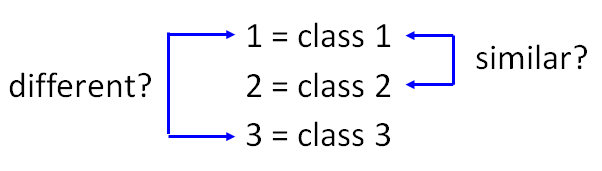 1 = class 1
similar?
different?
2 = class 2
3 = class 3